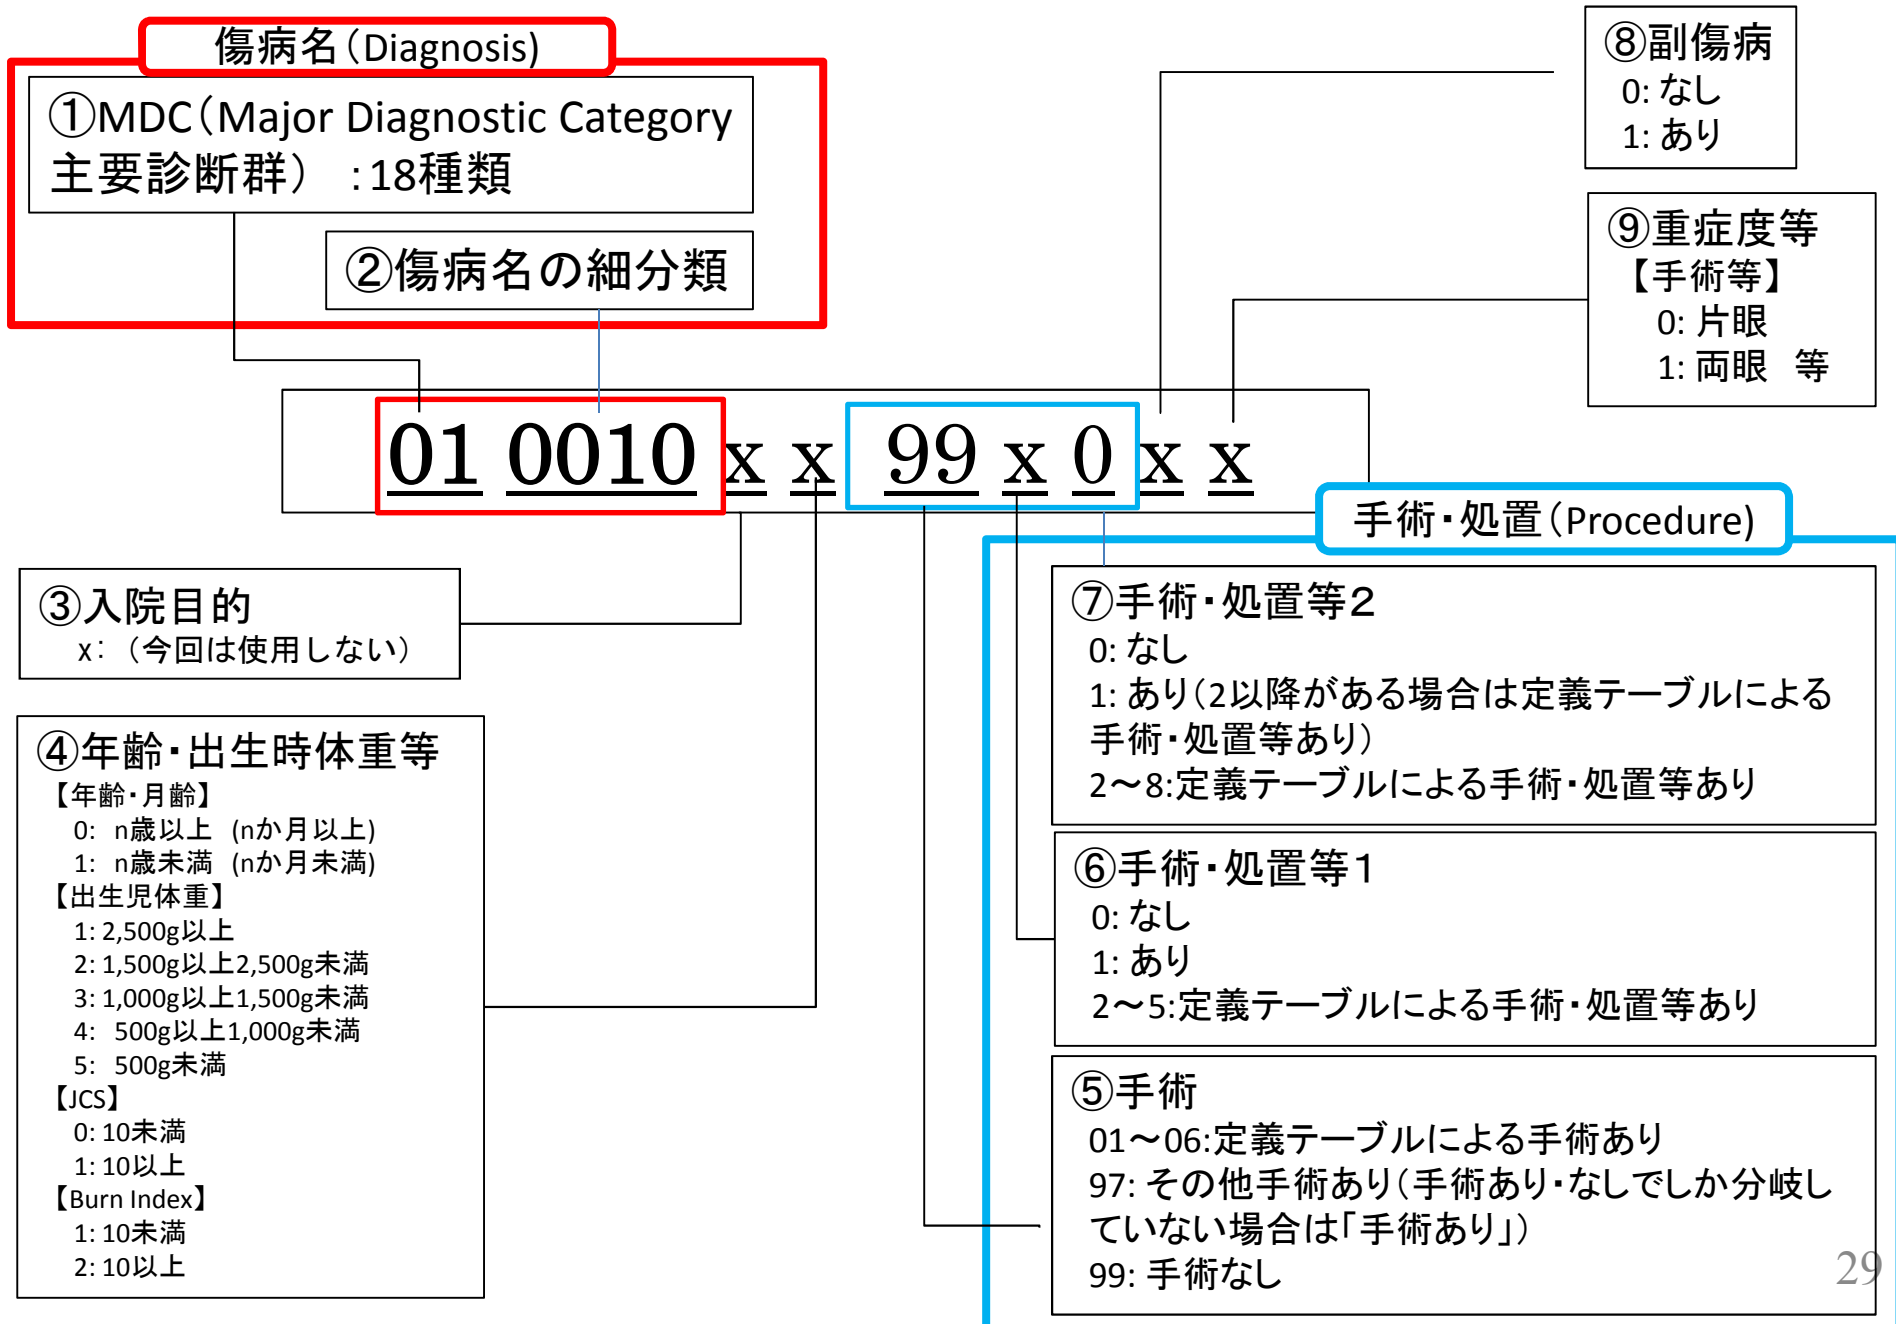 傷病名（Diagnosis)
①MDC（Major Diagnostic Category
主要診断群） ：18種類
②傷病名の細分類
⑧副傷病
0: なし
1: あり
⑨重症度等
【手術等】
0: 片眼
1: 両眼 等
01 0010 x x 99 x 0 x x
③入院目的
x: （今回は使用しない）
④年齢・出生時体重等
【年齢・月齢】
0: n歳以上 (nか月以上)
1: n歳未満 (nか月未満)
【出生児体重】
1: 2,500g以上
2: 1,500g以上2,500g未満
3: 1,000g以上1,500g未満
4: 500g以上1,000g未満
5: 500g未満
【JCS】
0: 10未満
1: 10以上
【Burn Index】
1: 10未満
2: 10以上
手術・処置（Procedure)
⑦手術・処置等２
0: なし
1: あり（2以降がある場合は定義テーブルによる
手術・処置等あり）
2～8:定義テーブルによる手術・処置等あり
⑥手術・処置等１
0: なし
1: あり
2～5:定義テーブルによる手術・処置等あり
⑤手術
01～06:定義テーブルによる手術あり
97: その他手術あり（手術あり・なしでしか分岐し
ていない場合は「手術あり」）
99: 手術なし
29